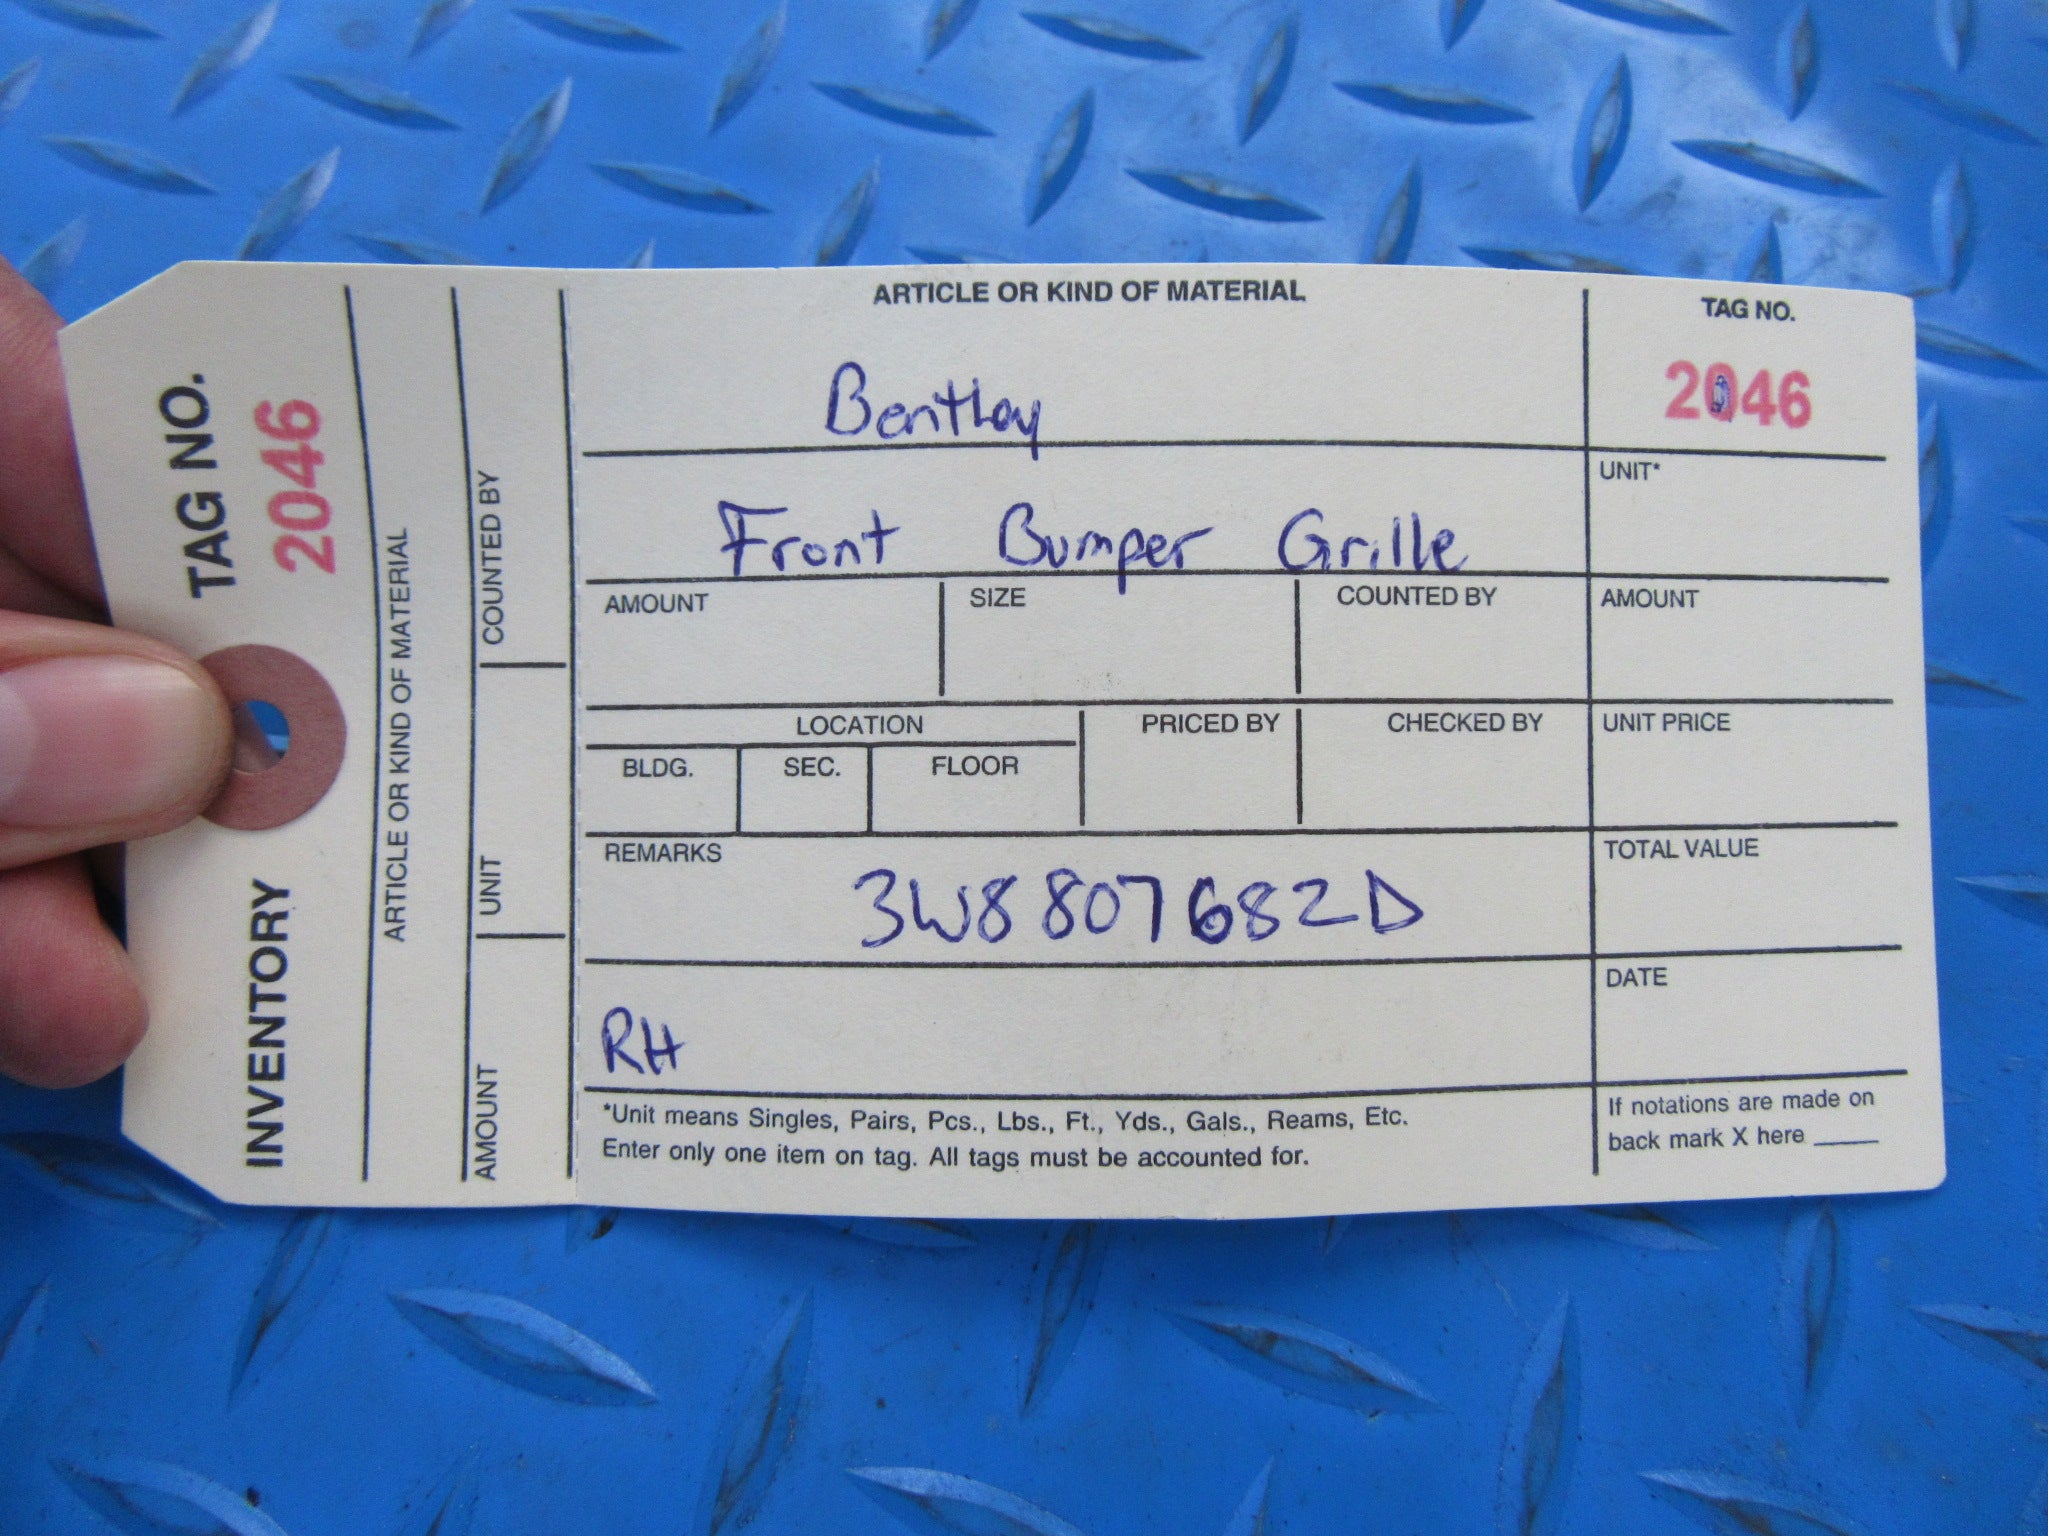 TAG NO.
2046
INVENTORY
ARTICLE OR KIND OF MATERIAL
COUNTED BY
UNIT
AMOUNT
ARTICLE OR KIND OF MATERIAL
Bentley
TAG NO.
2046
Front Bumper Grille
UNIT*
AMOUNT SIZE COUNTED BY AMOUNT
LOCATION PRICED BY CHECKED BY UNIT PRICE
BLDG. SEC. FLOOR
REMARKS
3W8807682D
TOTAL VALUE
RH
DATE
*Unit means Singles, Pairs, Pcs., Lbs., Ft., Yds., Gals., Reams, Etc.
Enter only one item on tag. All tags must be accounted for.
If notations are made on
back mark X here ____